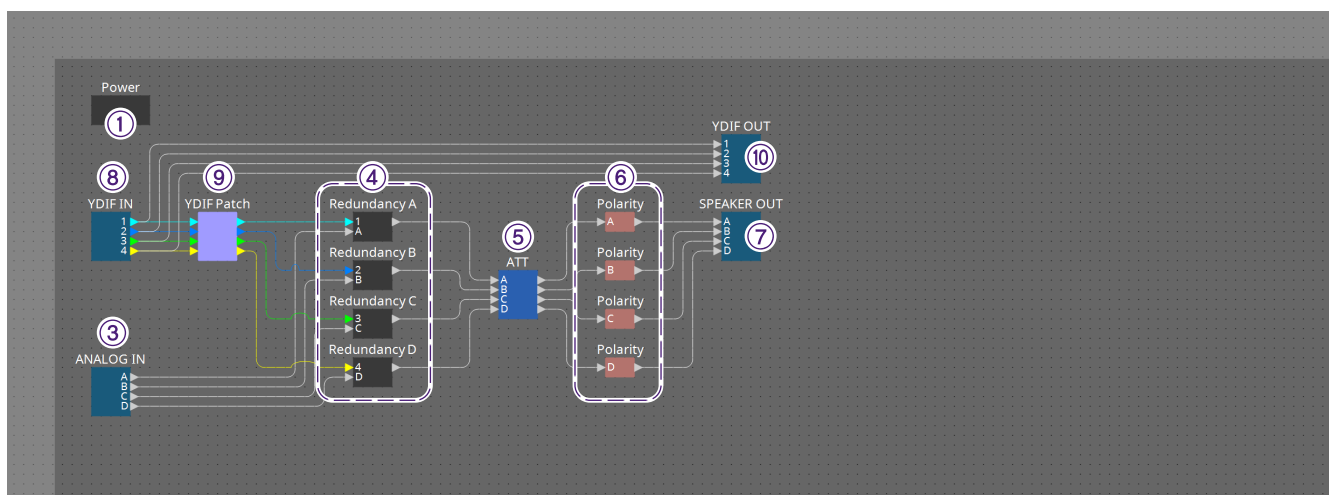 Power
①
YDIF OUT
1
2
3
4
⑩
⑧
⑨
④
⑥
YDIF IN
1
2
3
4
YDIF Patch
Redundancy A
1
A
Redundancy B
2
B
Redundancy C
3
C
Redundancy D
4
D
⑤
ATT
A
B
C
D
Polarity
A
Polarity
B
Polarity
C
Polarity
D
SPEAKER OUT
A
B
C
D
⑦
③
ANALOG IN
A
B
C
D